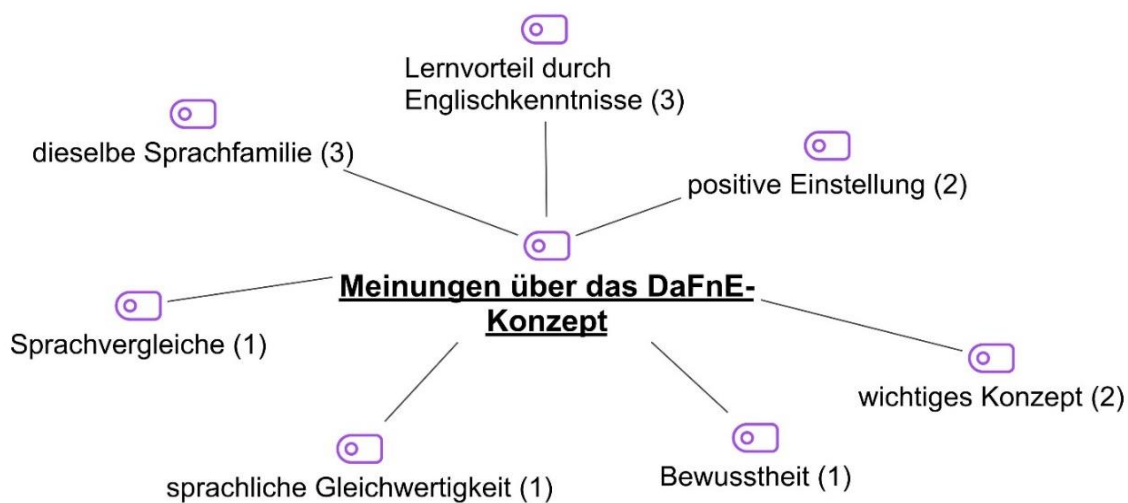 Lernvorteil durch
Englischkenntnisse (3)
dieselbe Sprachfamilie (3)
positive Einstellung (2)
Meinungen über das DaFnE-
Konzept
Sprachvergleiche (1)
wichtiges Konzept (2)
sprachliche Gleichwertigkeit (1)
Bewusstheit (1)